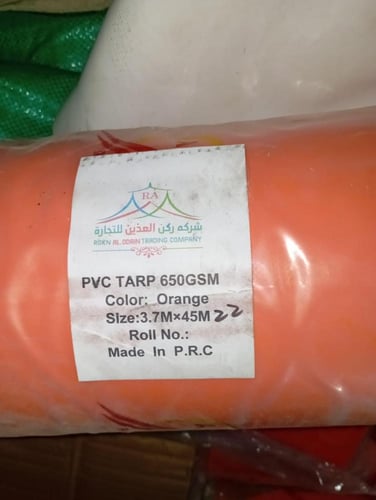 RA
شركة ركن العذين للتجارة
ROKN AL ODAIN TRADING COMPANY
PVC TARP 650GSM
Color: Orange
Size:3.7M×45M 22
Roll No.:
Made In P.R.C